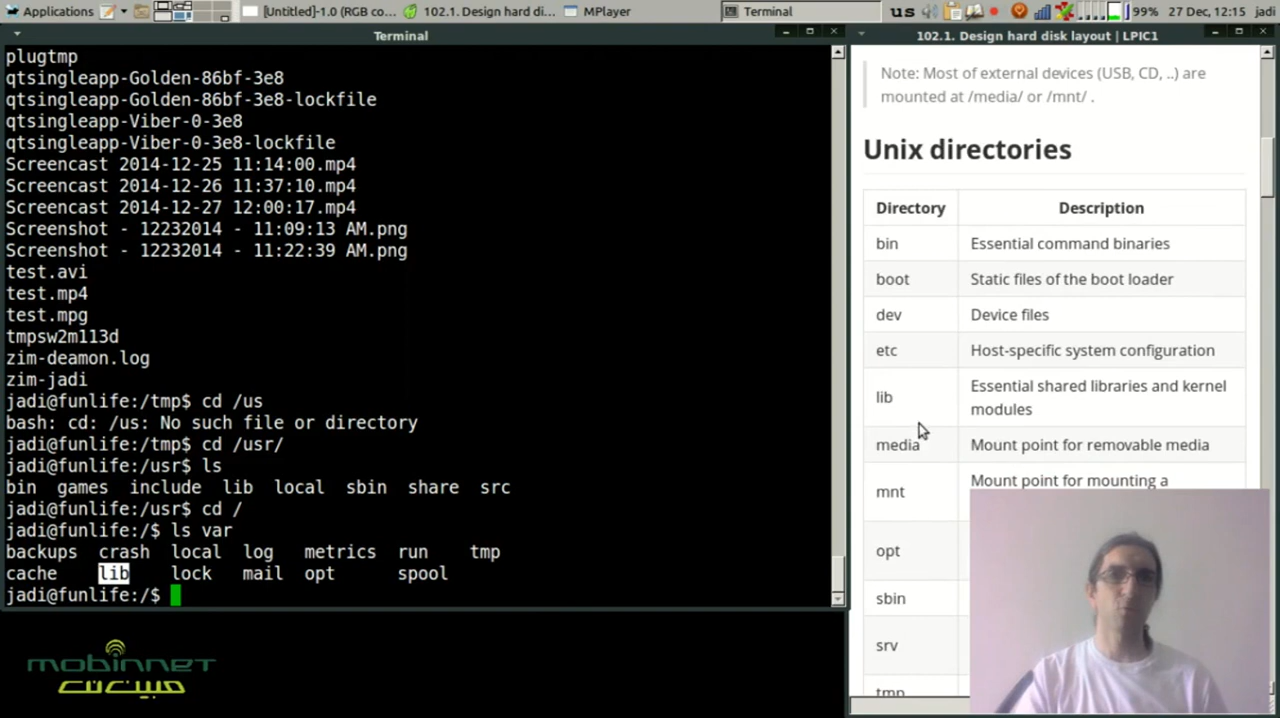 Applications [Untitled]-1.0 (RGB co... 102.1. Design hard di... MPlayer Terminal us 99% 27 Dec, 12:15 jadi
Terminal
plugtmp
qtsingleapp-Golden-86bf-3e8
qtsingleapp-Golden-86bf-3e8-lockfile
qtsingleapp-Viber-0-3e8
qtsingleapp-Viber-0-3e8-lockfile
Screencast 2014-12-25 11:14:00.mp4
Screencast 2014-12-26 11:37:10.mp4
Screencast 2014-12-27 12:00:17.mp4
Screenshot - 12232014 - 11:09:13 AM.png
Screenshot - 12232014 - 11:22:39 AM.png
test.avi
test.mp4
test.mpg
tmpsw2m113d
zim-deamon.log
zim-jadi
jadi@funlife:/tmp$ cd /us
bash: cd: /us: No such file or directory
jadi@funlife:/tmp$ cd /usr/
jadi@funlife:/usr$ ls
bin games include lib local sbin share src
jadi@funlife:/usr$ cd /
jadi@funlife:/$ ls var
backups crash local log metrics run tmp
cache lib lock mail opt spool
jadi@funlife:/$
mobinnet
مبین نت
102.1. Design hard disk layout | LPIC1
Note: Most of external devices (USB, CD, ..) are
mounted at /media/ or /mnt/ .
Unix directories
Directory Description
bin Essential command binaries
boot Static files of the boot loader
dev Device files
etc Host-specific system configuration
lib Essential shared libraries and kernel
modules
media Mount point for removable media
mnt Mount point for mounting a
opt
sbin
srv
tmp